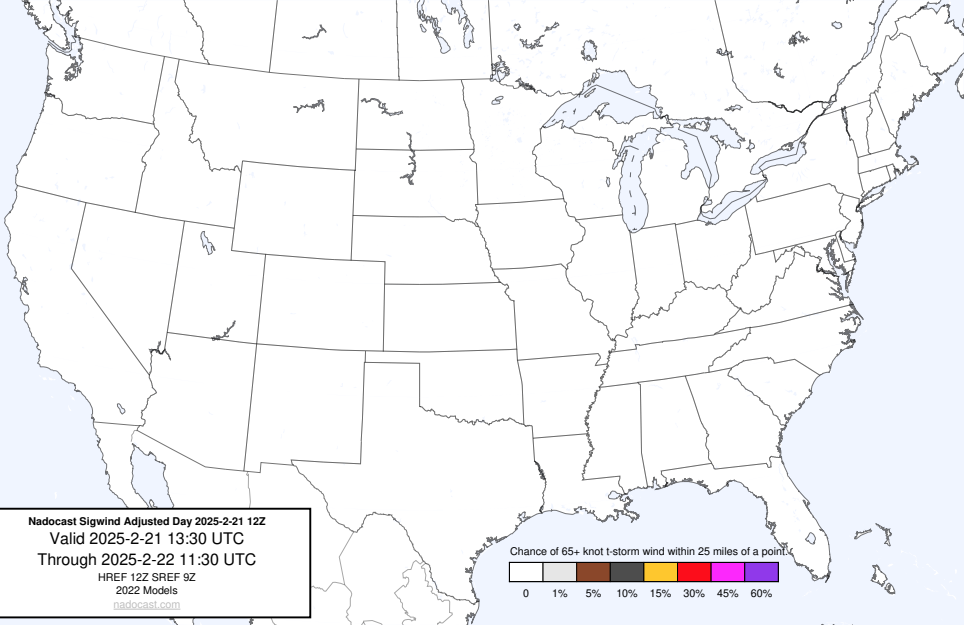 Nadocast Sigwind Adjusted Day 2025-2-21 12Z
Valid 2025-2-21 13:30 UTC
Through 2025-2-22 11:30 UTC
HREF 12Z SREF 9Z
2022 Models
nadocast.com
Chance of 65+ knot t-storm wind within 25 miles of a point.
0 1% 5% 10% 15% 30% 45% 60%